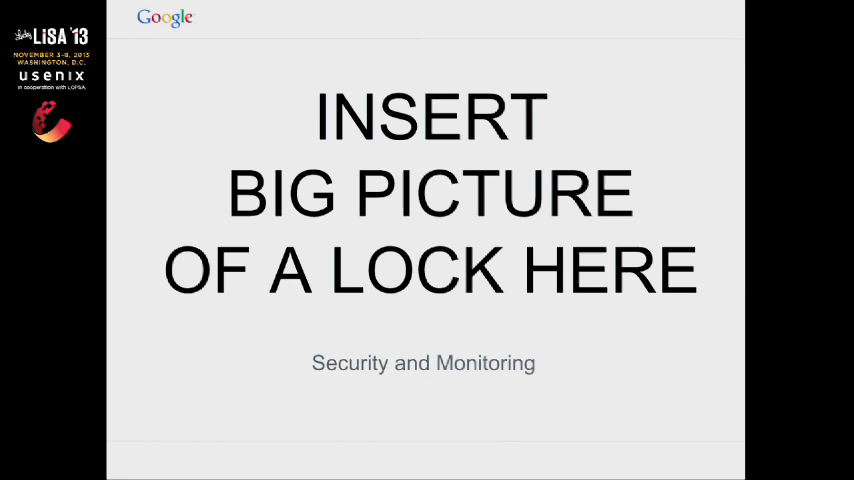 Google
Lucky LiSA '13
NOVEMBER 3-8, 2013
WASHINGTON, D.C.
usenix
in cooperation with LOPSA.
INSERT
BIG PICTURE
OF A LOCK HERE
Security and Monitoring